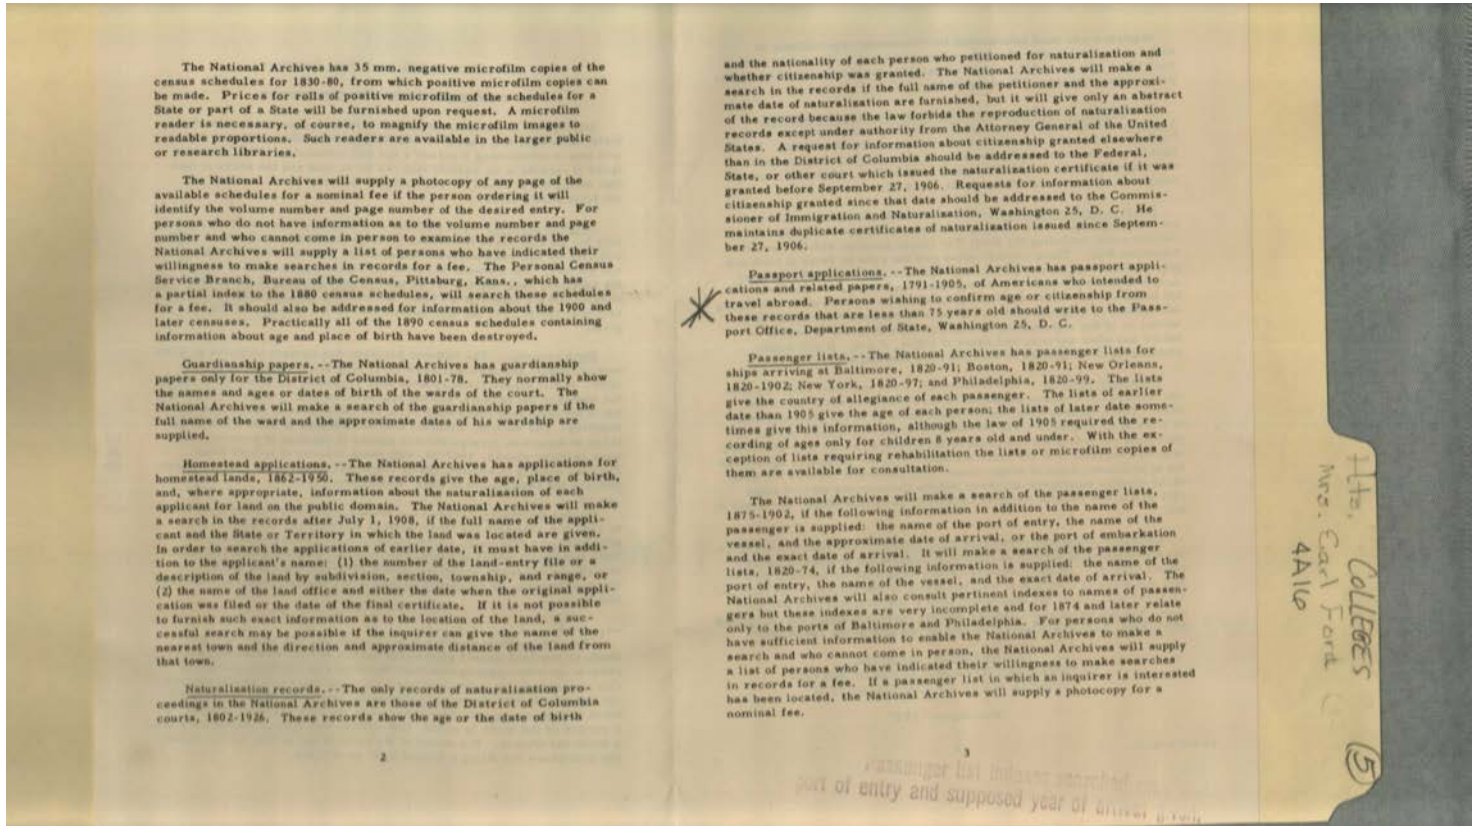 The National Archives has 35 mm. negative microfilm copies of the
census schedules for 1830-80, from which positive microfilm copies can
be made. Prices for rolls of positive microfilm of the schedules for a
State or part of a State will be furnished upon request. A microfilm
reader is necessary, of course, to magnify the microfilm images to
readable proportions. Such readers are available in the larger public
or research libraries.
The National Archives will supply a photocopy of any page of the
available schedules for a nominal fee if the person ordering it will
identify the volume number and page number of the desired entry. For
persons who do not have information as to the volume number and page
number and who cannot come in person to examine the records the
National Archives will supply a list of persons who have indicated their
willingness to make searches in records for a fee. The Personal Census
Service Branch, Bureau of the Census, Pittsburg, Kans., which has
a partial index to the 1880 census schedules, will search these schedules
for a fee. It should also be addressed for information about the 1900 and
later censuses. Practically all of the 1890 census schedules containing
information about age and place of birth have been destroyed.
Guardianship papers. --The National Archives has guardianship
papers only for the District of Columbia, 1801-78. They normally show
the names and ages or dates of birth of the wards of the court. The
National Archives will make a search of the guardianship papers if the
full name of the ward and the approximate dates of his wardship are
supplied.
Homestead applications. --The National Archives has applications for
homestead lands, 1862-1950. These records give the age, place of birth,
and, where appropriate, information about the naturalization of each
applicant for land on the public domain. The National Archives will make
a search in the records after July 1, 1908, if the full name of the appli-
cant and the State or Territory in which the land was located are given.
In order to search the applications of earlier date, it must have in addi-
tion to the applicant's name: (1) the number of the land-entry file or a
description of the land by subdivision, section, township, and range, or
(2) the name of the land office and either the date when the original appli-
cation was filed or the date of the final certificate. If it is not possible
to furnish such exact information as to the location of the land, a suc-
cessful search may be possible if the inquirer can give the name of the
nearest town and the direction and approximate distance of the land from
that town.
Naturalization records. --The only records of naturalization pro-
ceedings in the National Archives are those of the District of Columbia
courts, 1802-1926. These records show the age or the date of birth
2
and the nationality of each person who petitioned for naturalization and
whether citizenship was granted. The National Archives will make a
search in the records if the full name of the petitioner and the approxi-
mate date of naturalization are furnished, but it will give only an abstract
of the record because the law forbids the reproduction of naturalization
records except under authority from the Attorney General of the United
States. A request for information about citizenship granted elsewhere
than in the District of Columbia should be addressed to the Federal,
State, or other court which issued the naturalization certificate if it was
granted before September 27, 1906. Requests for information about
citizenship granted since that date should be addressed to the Commis-
sioner of Immigration and Naturalization, Washington 25, D. C. He
maintains duplicate certificates of naturalization issued since Septem-
ber 27, 1906.
Passport applications. --The National Archives has passport appli-
cations and related papers, 1791-1905, of Americans who intended to
travel abroad. Persons wishing to confirm age or citizenship from
these records that are less than 75 years old should write to the Pass-
port Office, Department of State, Washington 25, D. C.
Passenger lists. --The National Archives has passenger lists for
ships arriving at Baltimore, 1820-91; Boston, 1820-91; New Orleans,
1820-1902; New York, 1820-97; and Philadelphia, 1820-99. The lists
give the country of allegiance of each passenger. The lists of earlier
date than 1905 give the age of each person; the lists of later date some-
times give this information, although the law of 1905 required the re-
cording of ages only for children 8 years old and under. With the ex-
ception of lists requiring rehabilitation the lists or microfilm copies of
them are available for consultation.
The National Archives will make a search of the passenger lists,
1875-1902, if the following information in addition to the name of the
passenger is supplied: the name of the port of entry, the name of the
vessel, and the approximate date of arrival, or the port of embarkation
and the exact date of arrival. It will make a search of the passenger
lists, 1820-74, if the following information is supplied: the name of the
port of entry, the name of the vessel, and the exact date of arrival. The
National Archives will also consult pertinent indexes to names of passen-
gers but these indexes are very incomplete and for 1874 and later relate
only to the ports of Baltimore and Philadelphia. For persons who do not
have sufficient information to enable the National Archives to make a
search and who cannot come in person, the National Archives will supply
a list of persons who have indicated their willingness to make searches
in records for a fee. If a passenger list in which an inquirer is interested
has been located, the National Archives will supply a photocopy for a
nominal fee.
3
Passenger list indexes searched
port of entry and supposed year of
COLLEGES 5
Mrs. Earl Ford
4A16